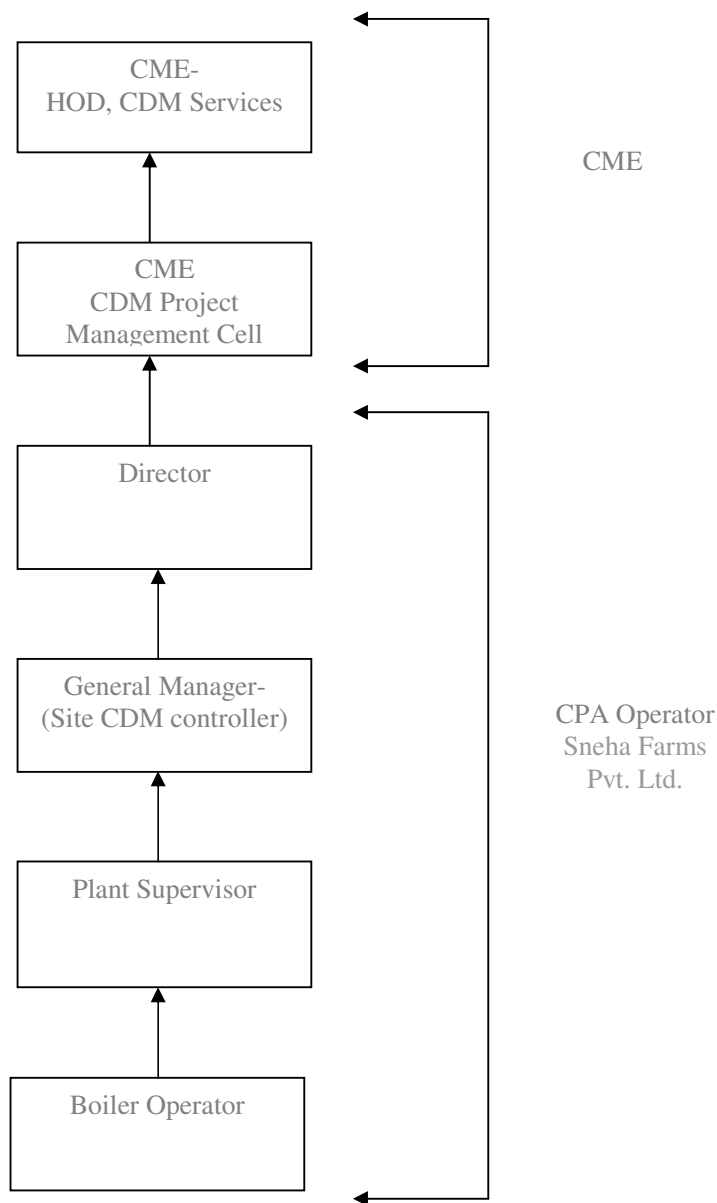 CME-
HOD, CDM Services
CME
CME
CDM Project
Management Cell
Director
General Manager-
(Site CDM controller)
CPA Operator
Sneha Farms
Pvt. Ltd.
Plant Supervisor
Boiler Operator